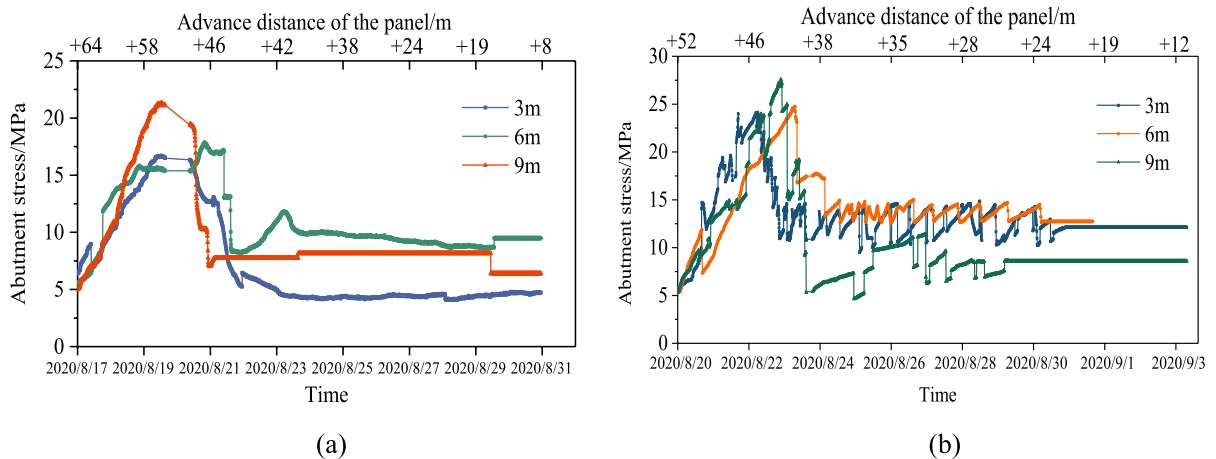 Advance distance of the panel/m
+64 +58 +46 +42 +38 +24 +19 +8
25
20
15
10
5
0
Abutment stress/MPa
3m
6m
9m
2020/8/17 2020/8/19 2020/8/21 2020/8/23 2020/8/25 2020/8/27 2020/8/29 2020/8/31
Time
(a)
Advance distance of the panel/m
+52 +46 +38 +35 +28 +24 +19 +12
30
25
20
15
10
5
0
Abutment stress/MPa
3m
6m
9m
2020/8/20 2020/8/22 2020/8/24 2020/8/26 2020/8/28 2020/8/30 2020/9/1 2020/9/3
Time
(b)